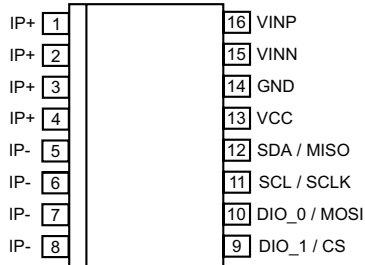 IP+ 1 16 VINP
IP+ 2 15 VINN
IP+ 3 14 GND
IP+ 4 13 VCC
IP- 5 12 SDA / MISO
IP- 6 11 SCL / SCLK
IP- 7 10 DIO_0 / MOSI
IP- 8 9 DIO_1 / CS